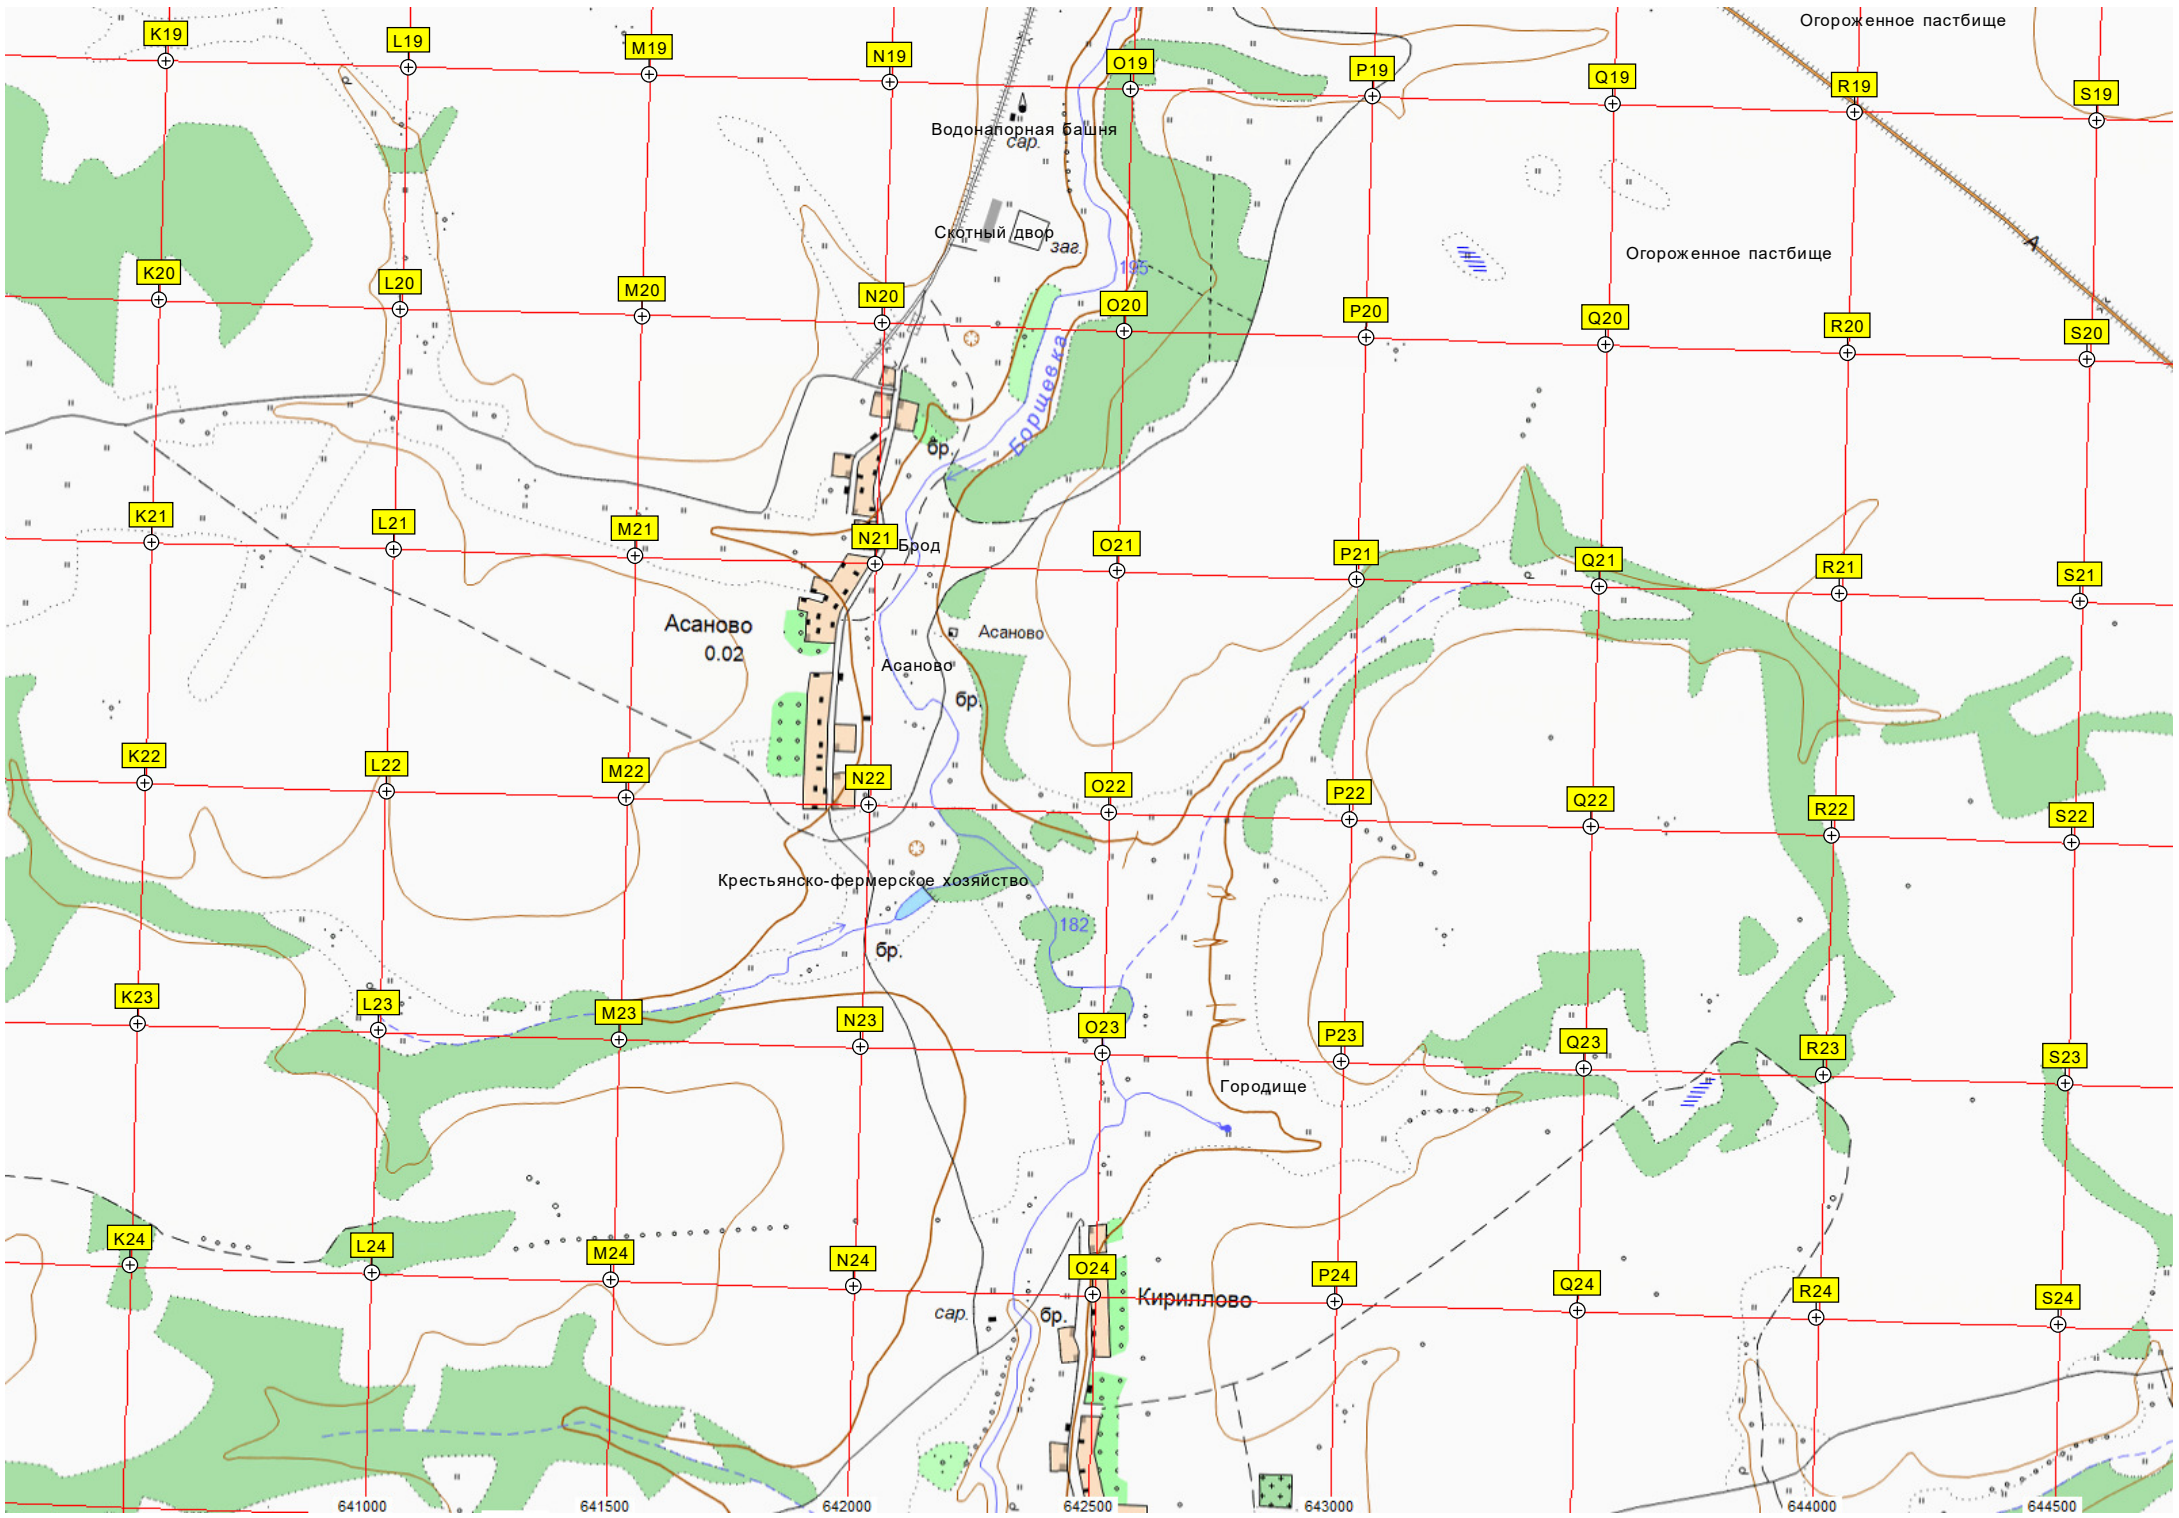 Огороженное пастбище
K19
L19
M19
N19
O19
P19
Q19
R19
S19
Водонапорная башня
сар.
Скотный двор
заг.
195
А
Огороженное пастбище
K20
L20
M20
N20
O20
P20
Q20
R20
S20
Борщевка
бр.
K21
L21
M21
N21
Брод
O21
P21
Q21
R21
S21
Асаново
0.02
Асаново
Асаново
бр.
K22
L22
M22
N22
O22
P22
Q22
R22
S22
Крестьянско-фермерское хозяйство
182
бр.
K23
L23
M23
N23
O23
P23
Q23
R23
S23
Городище
K24
L24
M24
N24
O24
P24
Q24
R24
S24
Кириллово
сар.
бр.
641000
641500
642000
642500
643000
644000
644500